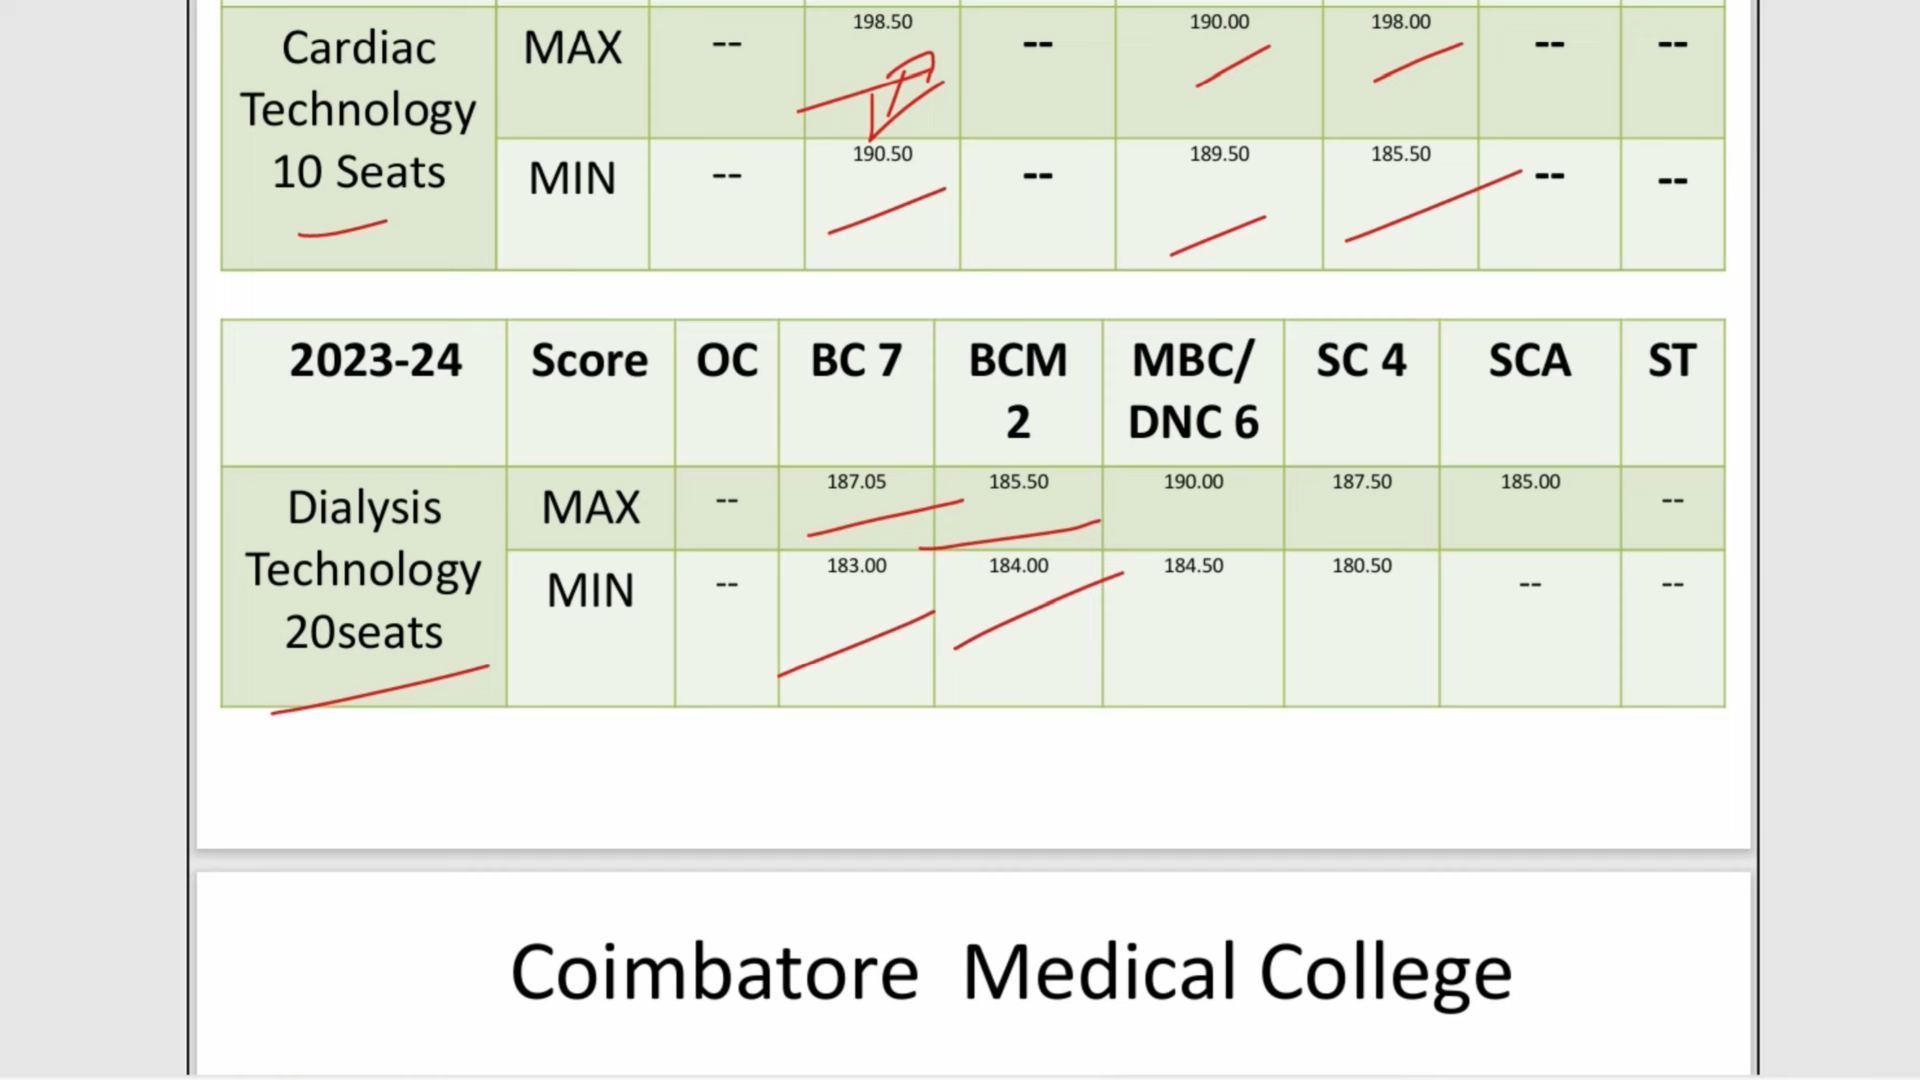 Cardiac Technology 10 Seats
MAX -- 198.50 -- 190.00 198.00 -- --
MIN -- 190.50 -- 189.50 185.50 -- --
2023-24 Score OC BC 7 BCM 2 MBC/ DNC 6 SC 4 SCA ST
Dialysis Technology 20seats
MAX -- 187.05 185.50 190.00 187.50 185.00 --
MIN -- 183.00 184.00 184.50 180.50 -- --
Coimbatore Medical College